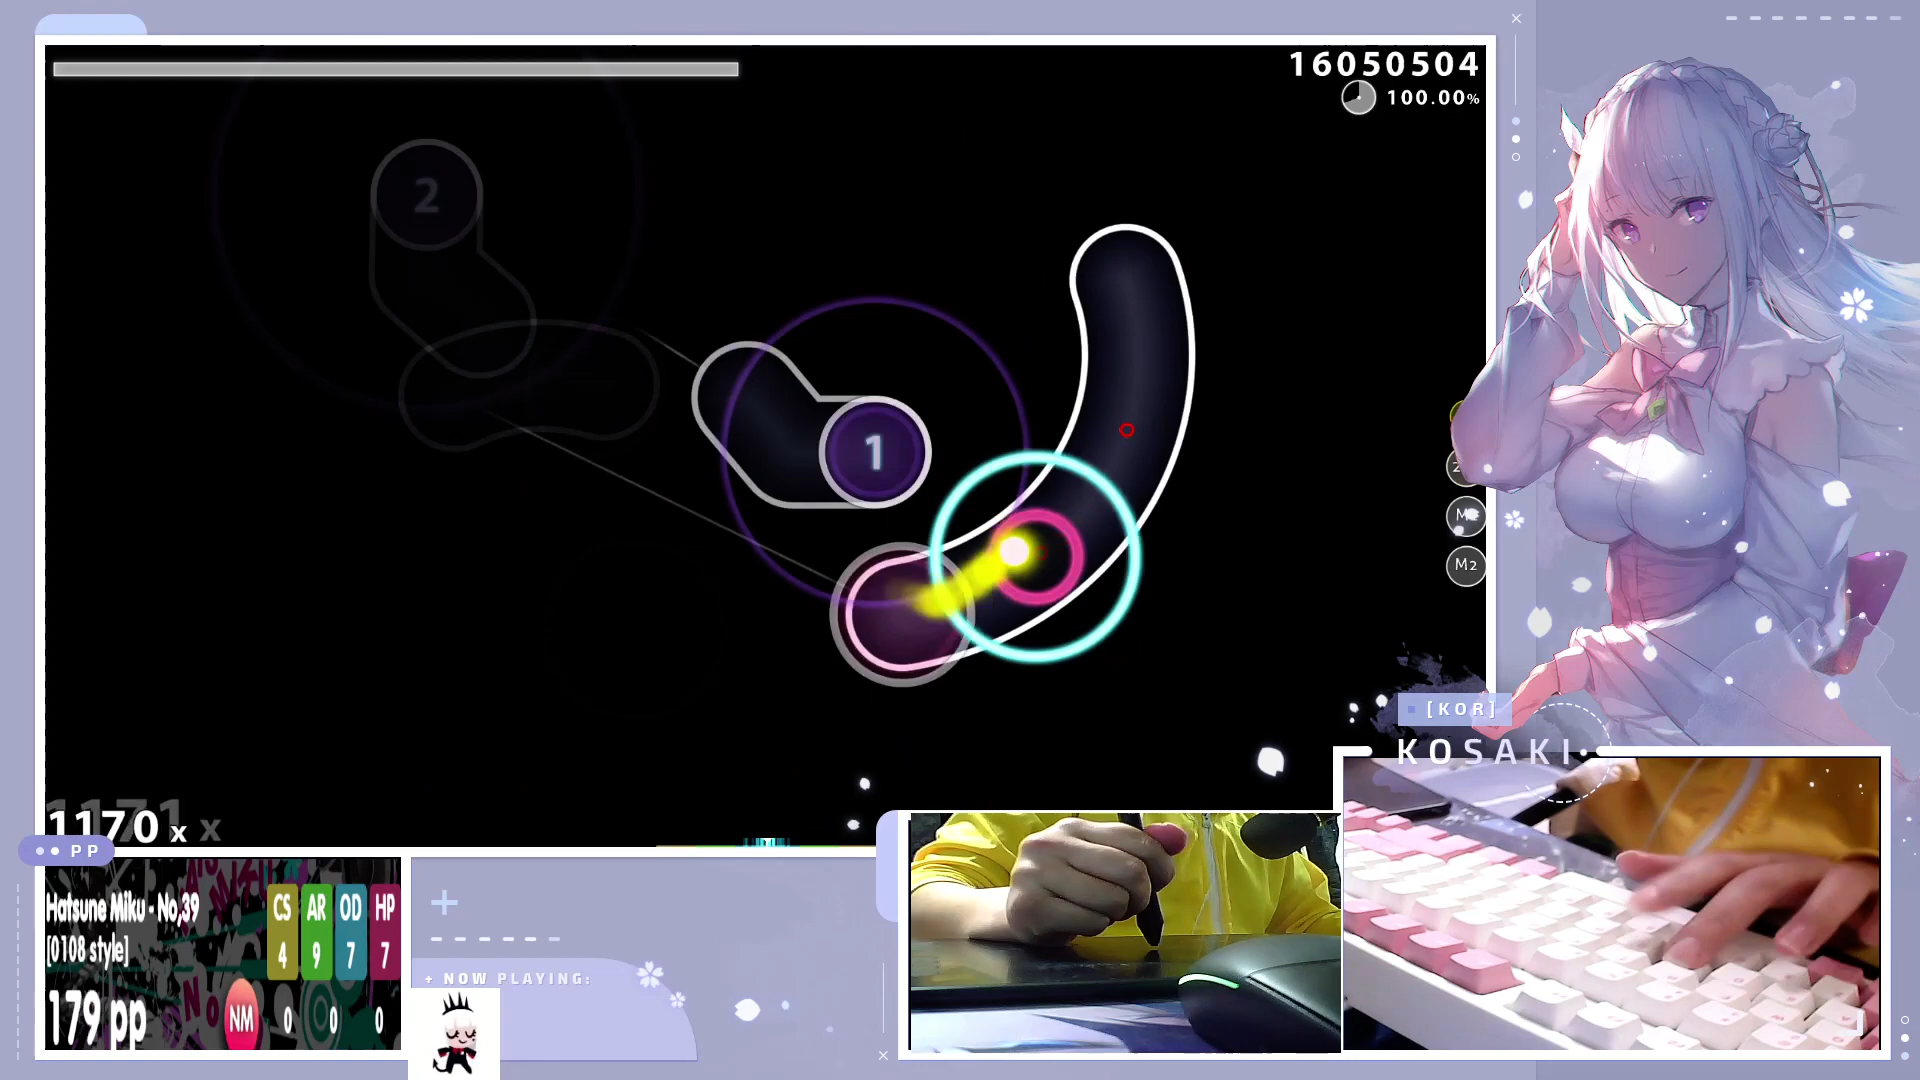 16050504
100.00%
2
1
M2
[KOR]
KOSAKI
1170x
PP
Hatsune Miku - No,39
[0108 style]
CS AR OD HP
4 9 7 7
179 pp
NM 0 0 0
+ NOW PLAYING: